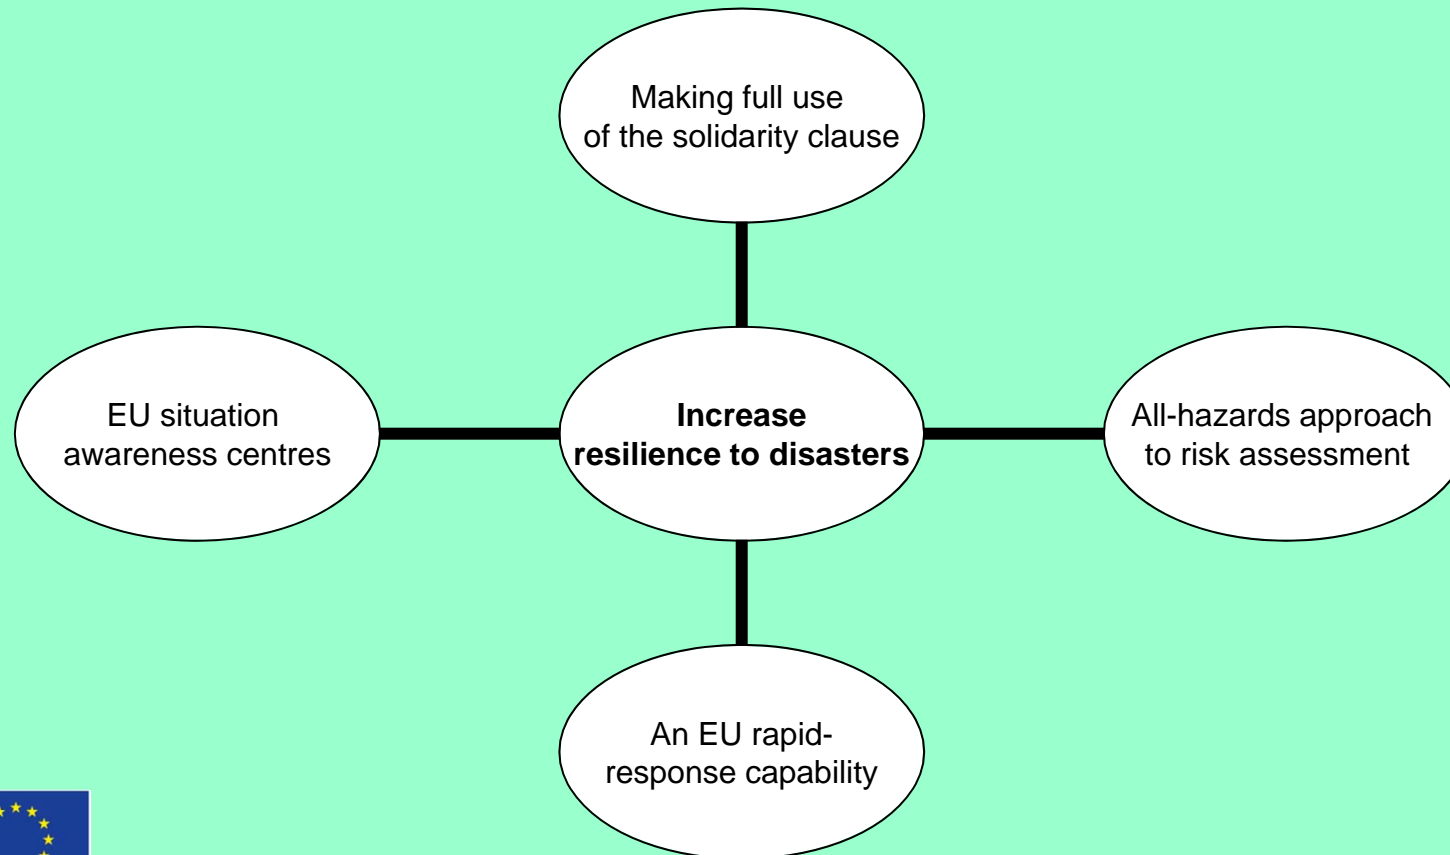 Making full use
of the solidarity clause
EU situation
awareness centres
Increase
resilience to disasters
All-hazards approach
to risk assessment
An EU rapid-
response capability